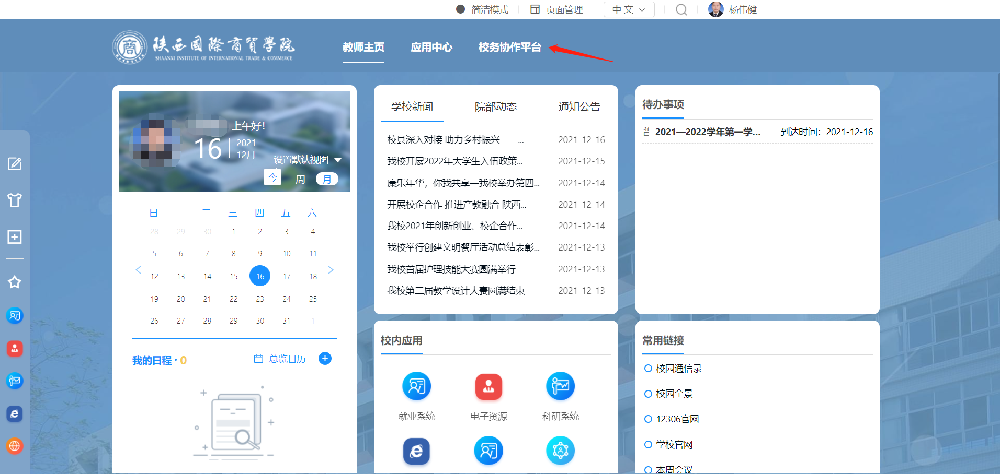 简洁模式
页面管理
中 文
杨伟健
陕西國際商貿學院
SHAANXI INSTITUTE OF INTERNATIONAL TRADE & COMMERCE
教师主页
应用中心
校务协作平台
上午好！
16
2021
12月
设置默认视图
今
周
月
日 一 二 三 四 五 六
28 29 30 1 2 3 4
5 6 7 8 9 10 11
12 13 14 15 16 17 18
19 20 21 22 23 24 25
26 27 28 29 30 31 1
我的日程·0
总览日历
学校新闻 院部动态 通知公告
校县深入对接 助力乡村振兴——... 2021-12-16
我校开展2022年大学生入伍政策... 2021-12-15
康乐年华，你我共享—我校举办第四... 2021-12-14
开展校企合作 推进产教融合 陕西... 2021-12-14
我校2021年创新创业、校企合作... 2021-12-14
我校举行创建文明餐厅活动总结表彰... 2021-12-13
我校首届护理技能大赛圆满举行 2021-12-13
我校第二届教学设计大赛圆满结束 2021-12-13
待办事项
普 2021—2022学年第一学... 到达时间：2021-12-16
校内应用
就业系统
电子资源
科研系统
常用链接
校园通信录
校园全景
12306官网
学校官网
本周会议